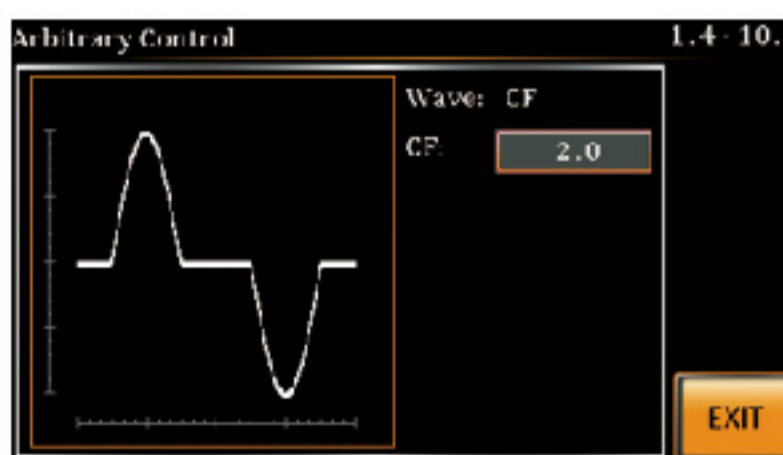 Arbitrary Control
1.4-10.
Wave: CF
CF: 2.0
EXIT